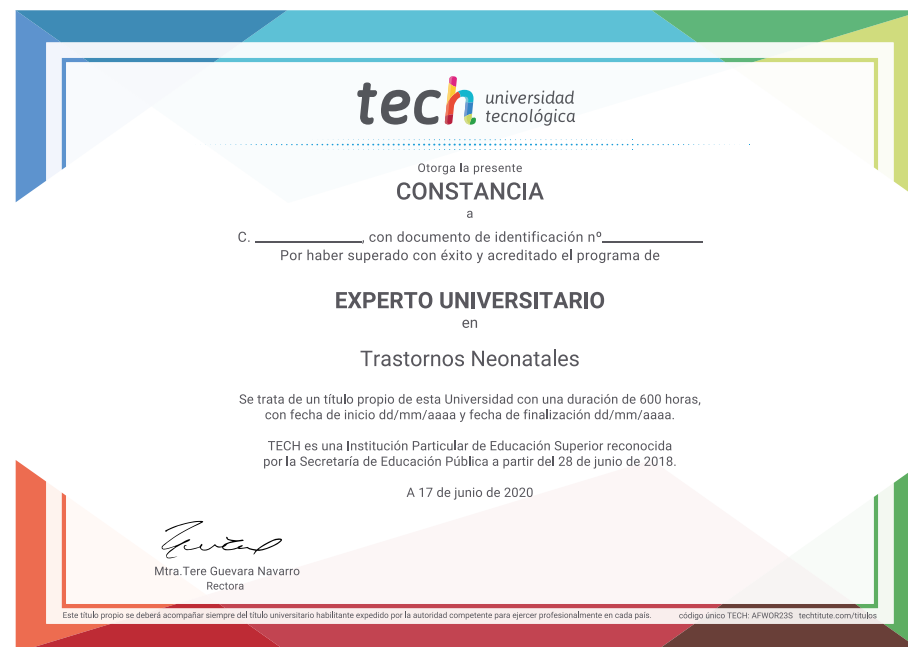 tech universidad
tecnológica
Otorga la presente
CONSTANCIA
a
C. ____________, con documento de identificación nº____________
Por haber superado con éxito y acreditado el programa de
EXPERTO UNIVERSITARIO
en
Trastornos Neonatales
Se trata de un título propio de esta Universidad con una duración de 600 horas,
con fecha de inicio dd/mm/aaaa y fecha de finalización dd/mm/aaaa.
TECH es una Institución Particular de Educación Superior reconocida
por la Secretaría de Educación Pública a partir del 28 de junio de 2018.
A 17 de junio de 2020
Mtra.Tere Guevara Navarro
Rectora
Este título propio se deberá acompañar siempre del título universitario habilitante expedido por la autoridad competente para ejercer profesionalmente en cada país. código único TECH: AFWOR23S techtitute.com/titulos